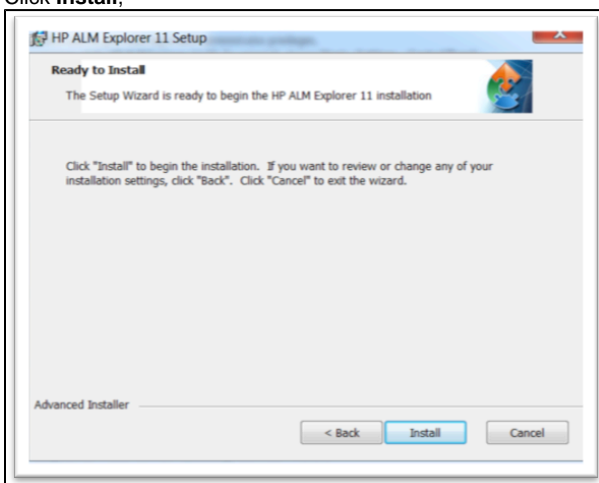 Click Install;
HP ALM Explorer 11 Setup
Ready to Install
The Setup Wizard is ready to begin the HP ALM Explorer 11 installation
Click "Install" to begin the installation. If you want to review or change any of your
installation settings, click "Back". Click "Cancel" to exit the wizard.
Advanced Installer
< Back Install Cancel